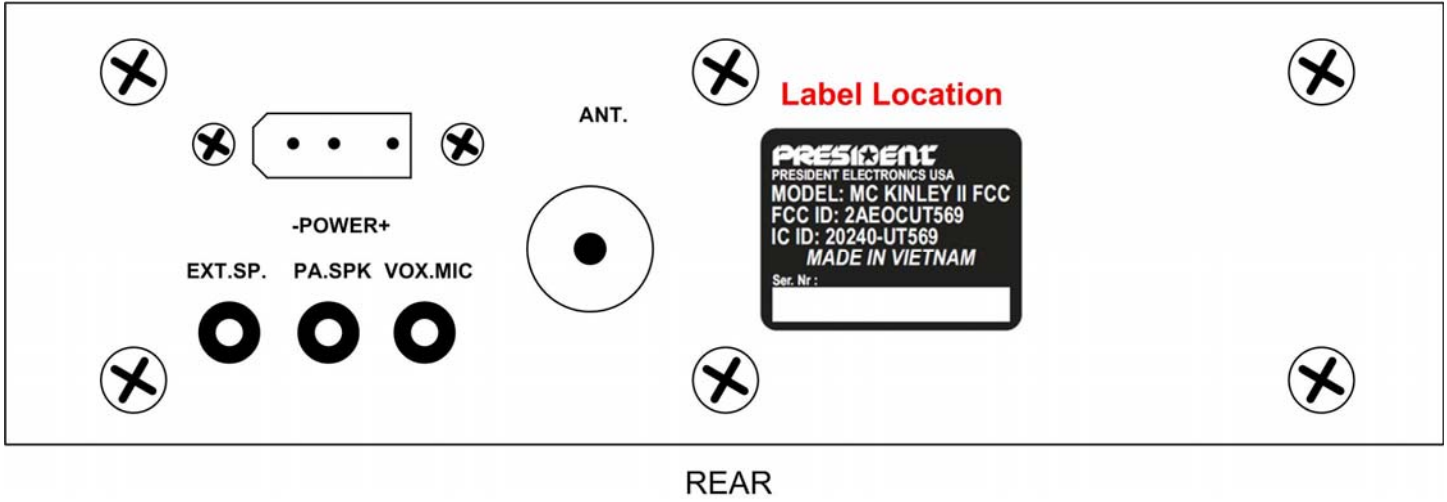 ANT.
-POWER+
EXT.SP. PA.SPK VOX.MIC
Label Location
PRESIDENT
PRESIDENT ELECTRONICS USA
MODEL: MC KINLEY II FCC
FCC ID: 2AEOCUT569
IC ID: 20240-UT569
MADE IN VIETNAM
Ser. Nr :
REAR